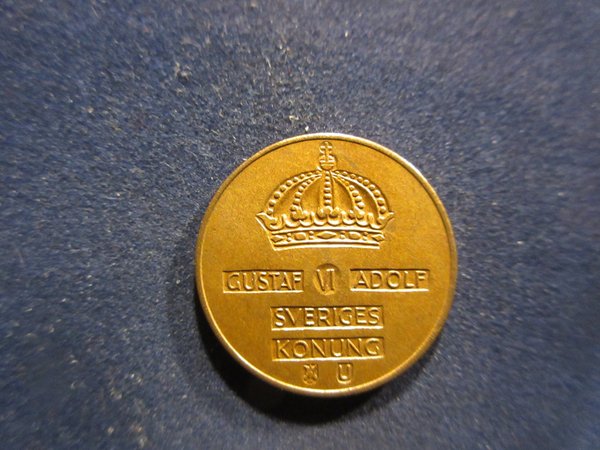 GUSTAF VI ADOLF
SVERIGES
KONUNG
U